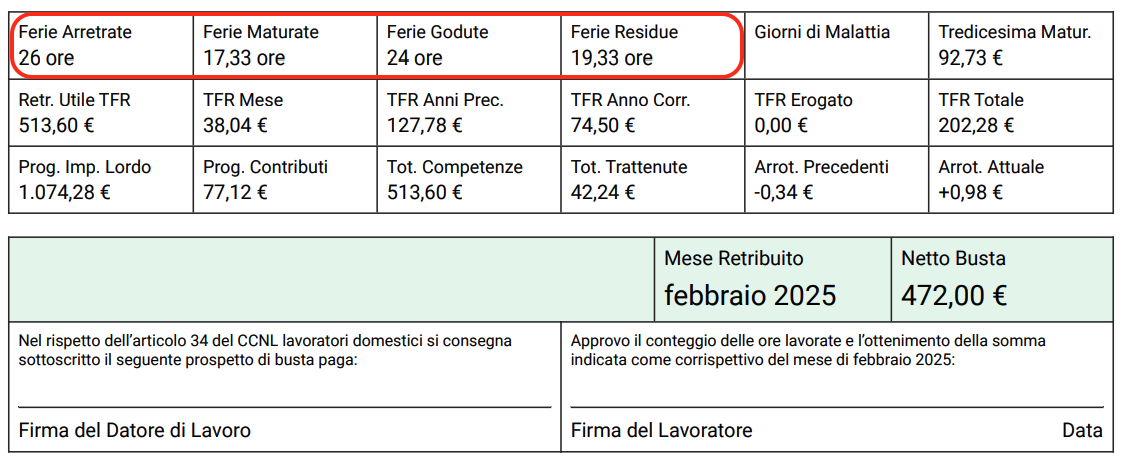 Ferie Arretrate
26 ore
Ferie Maturate
17,33 ore
Ferie Godute
24 ore
Ferie Residue
19,33 ore
Giorni di Malattia
Tredicesima Matur.
92,73 €
Retr. Utile TFR
513,60 €
TFR Mese
38,04 €
TFR Anni Prec.
127,78 €
TFR Anno Corr.
74,50 €
TFR Erogato
0,00 €
TFR Totale
202,28 €
Prog. Imp. Lordo
1.074,28 €
Prog. Contributi
77,12 €
Tot. Competenze
513,60 €
Tot. Trattenute
42,24 €
Arrot. Precedenti
-0,34 €
Arrot. Attuale
+0,98 €
Mese Retribuito
febbraio 2025
Netto Busta
472,00 €
Nel rispetto dell'articolo 34 del CCNL lavoratori domestici si consegna
sottoscritto il seguente prospetto di busta paga:
Firma del Datore di Lavoro
Approvo il conteggio delle ore lavorate e l'ottenimento della somma
indicata come corrispettivo del mese di febbraio 2025:
Firma del Lavoratore
Data